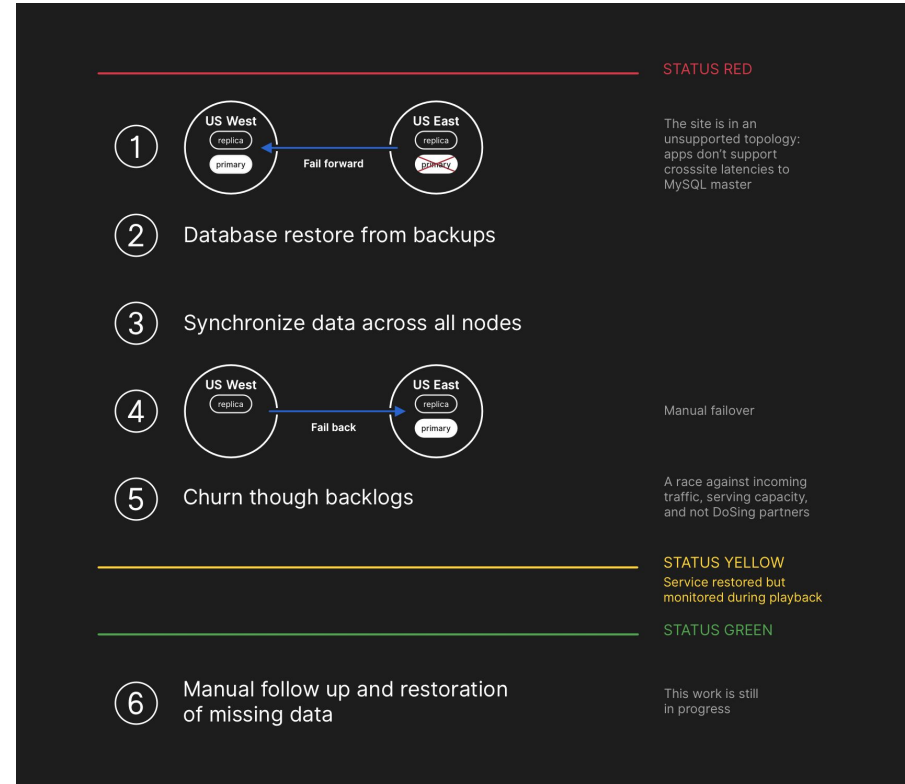 STATUS RED
1
US West
replica
primary
Fail forward
US East
replica
primary
The site is in an
unsupported topology:
apps don't support
crosssite latencies to
MySQL master
2
Database restore from backups
3
Synchronize data across all nodes
4
US West
replica
Fail back
US East
replica
primary
Manual failover
5
Churn though backlogs
A race against incoming
traffic, serving capacity,
and not DoSing partners
STATUS YELLOW
Service restored but
monitored during playback
STATUS GREEN
6
Manual follow up and restoration
of missing data
This work is still
in progress